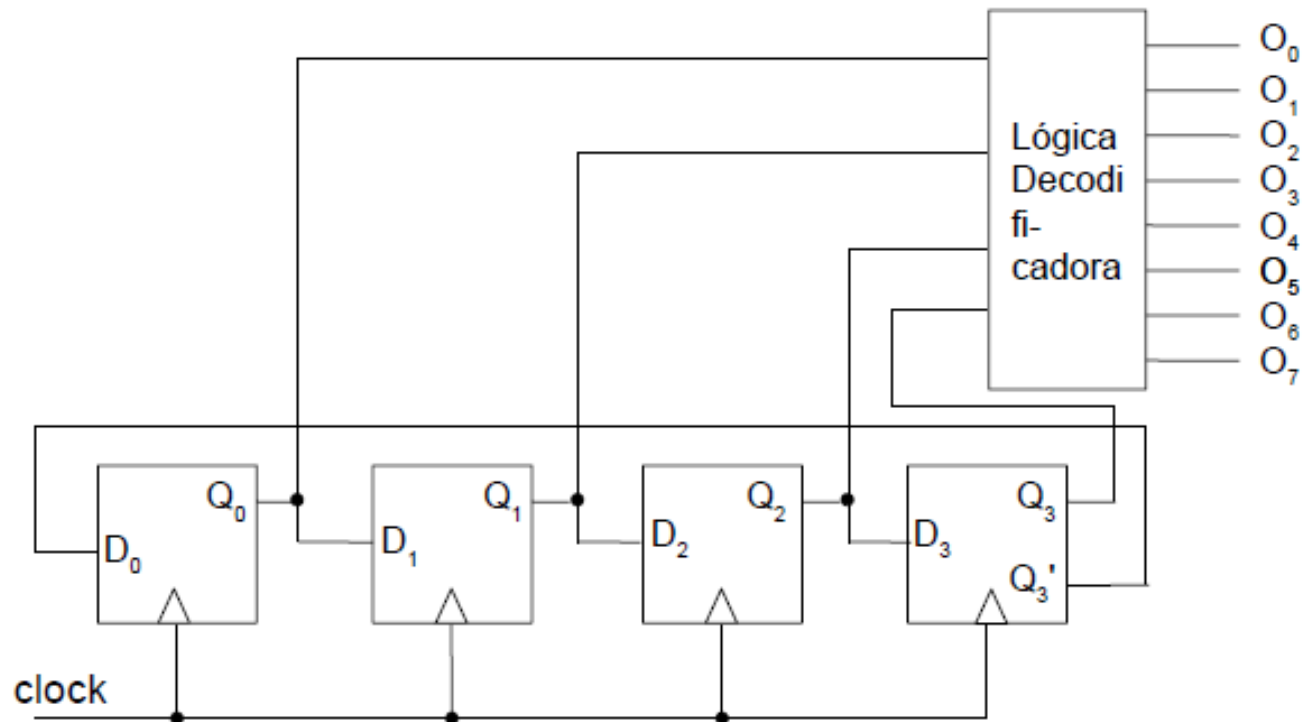 O₀
O₁
O₂
O₃
O₄
O₅
O₆
O₇
Lógica
Decodi
fi-
cadora
Q₀
D₀
Q₁
D₁
Q₂
D₂
Q₃
D₃
Q₃'
clock